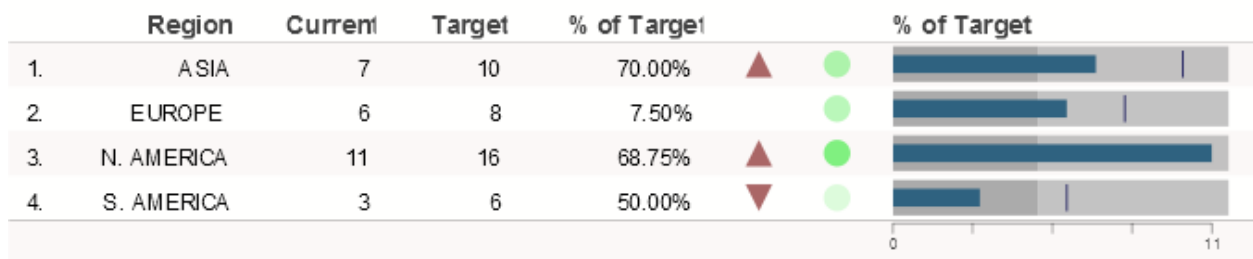 Region Current Target % of Target % of Target
1. ASIA 7 10 70.00%
2. EUROPE 6 8 7.50%
3. N. AMERICA 11 16 68.75%
4. S. AMERICA 3 6 50.00%
0 11